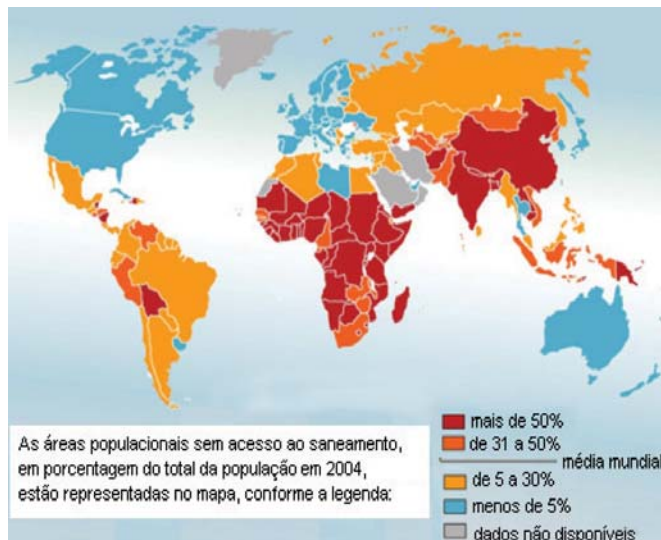 As áreas populacionais sem acesso ao saneamento,
em porcentagem do total da população em 2004,
estão representadas no mapa, conforme a legenda:
mais de 50%
de 31 a 50%
média mundial
de 5 a 30%
menos de 5%
dados não disponíveis